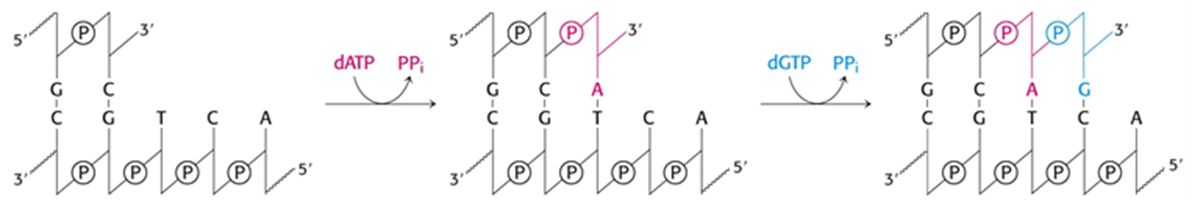 5′ P 3′
G C
C G T C A
3′ P P P P 5′
dATP PPi
5′ P P 3′
G C A
C G T C A
3′ P P P P 5′
dGTP PPi
5′ P P P 3′
G C A G
C G T C A
3′ P P P P 5′